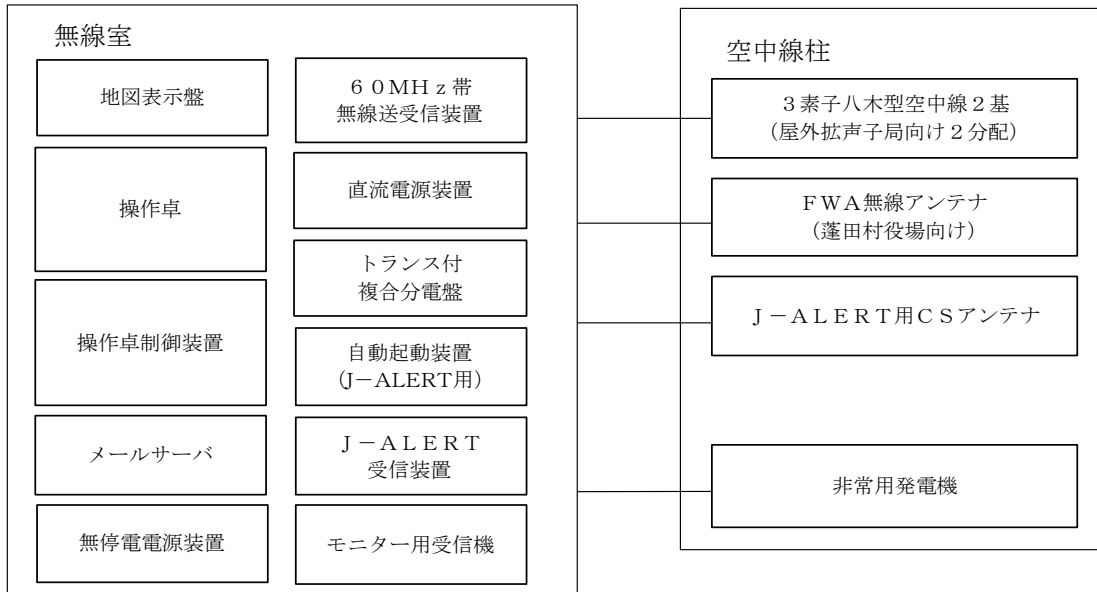 無線室
地図表示盤
操作卓
操作卓制御装置
メールサーバ
無停電電源装置
６０ＭＨｚ帯
無線送受信装置
直流電源装置
トランス付
複合分電盤
自動起動装置
(J－ALERT用)
Ｊ－ＡＬＥＲＴ
受信装置
モニター用受信機
空中線柱
３素子八木型空中線２基
(屋外拡声子局向け２分配)
ＦＷＡ無線アンテナ
(蓬田村役場向け)
Ｊ－ＡＬＥＲＴ用ＣＳアンテナ
非常用発電機